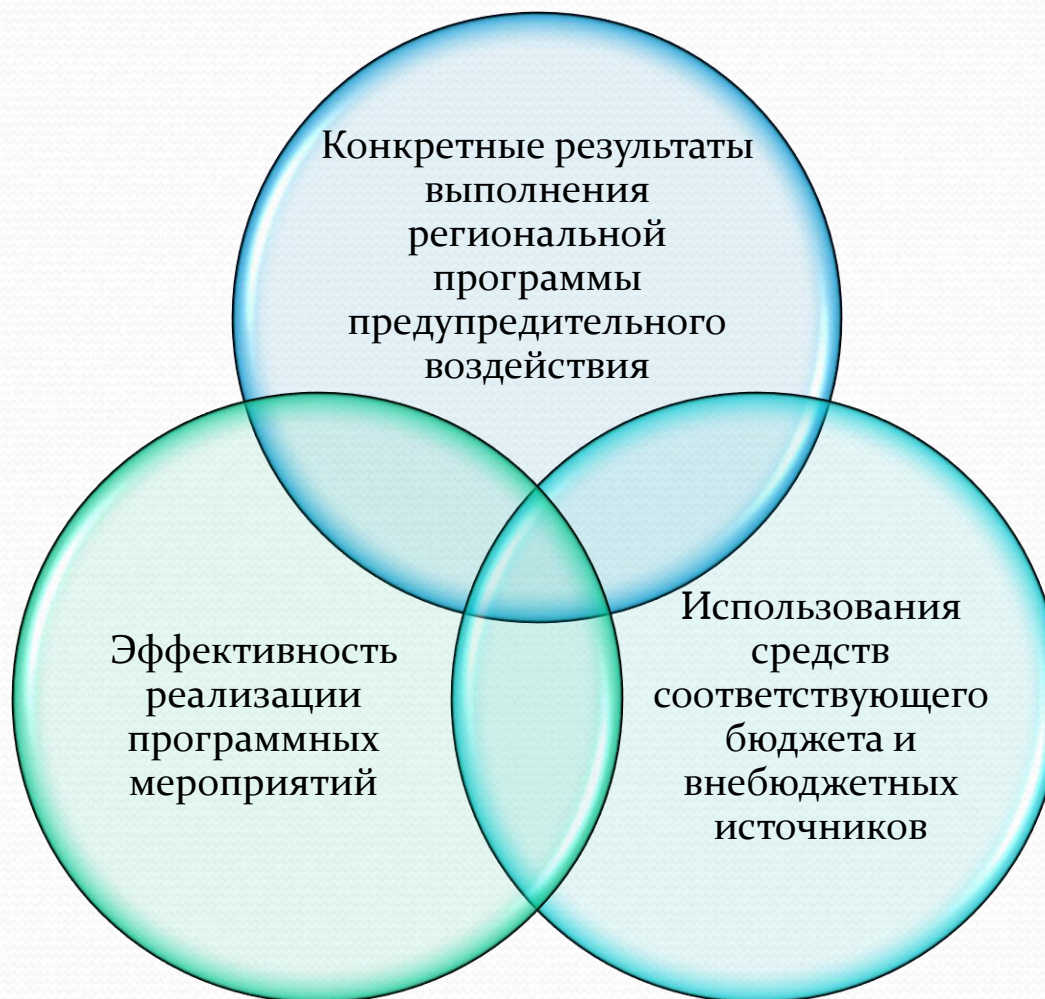 Конкретные результаты
выполнения
региональной
программы
предупредительного
воздействия
Эффективность
реализации
программных
мероприятий
Использования
средств
соответствующего
бюджета и
внебюджетных
источников